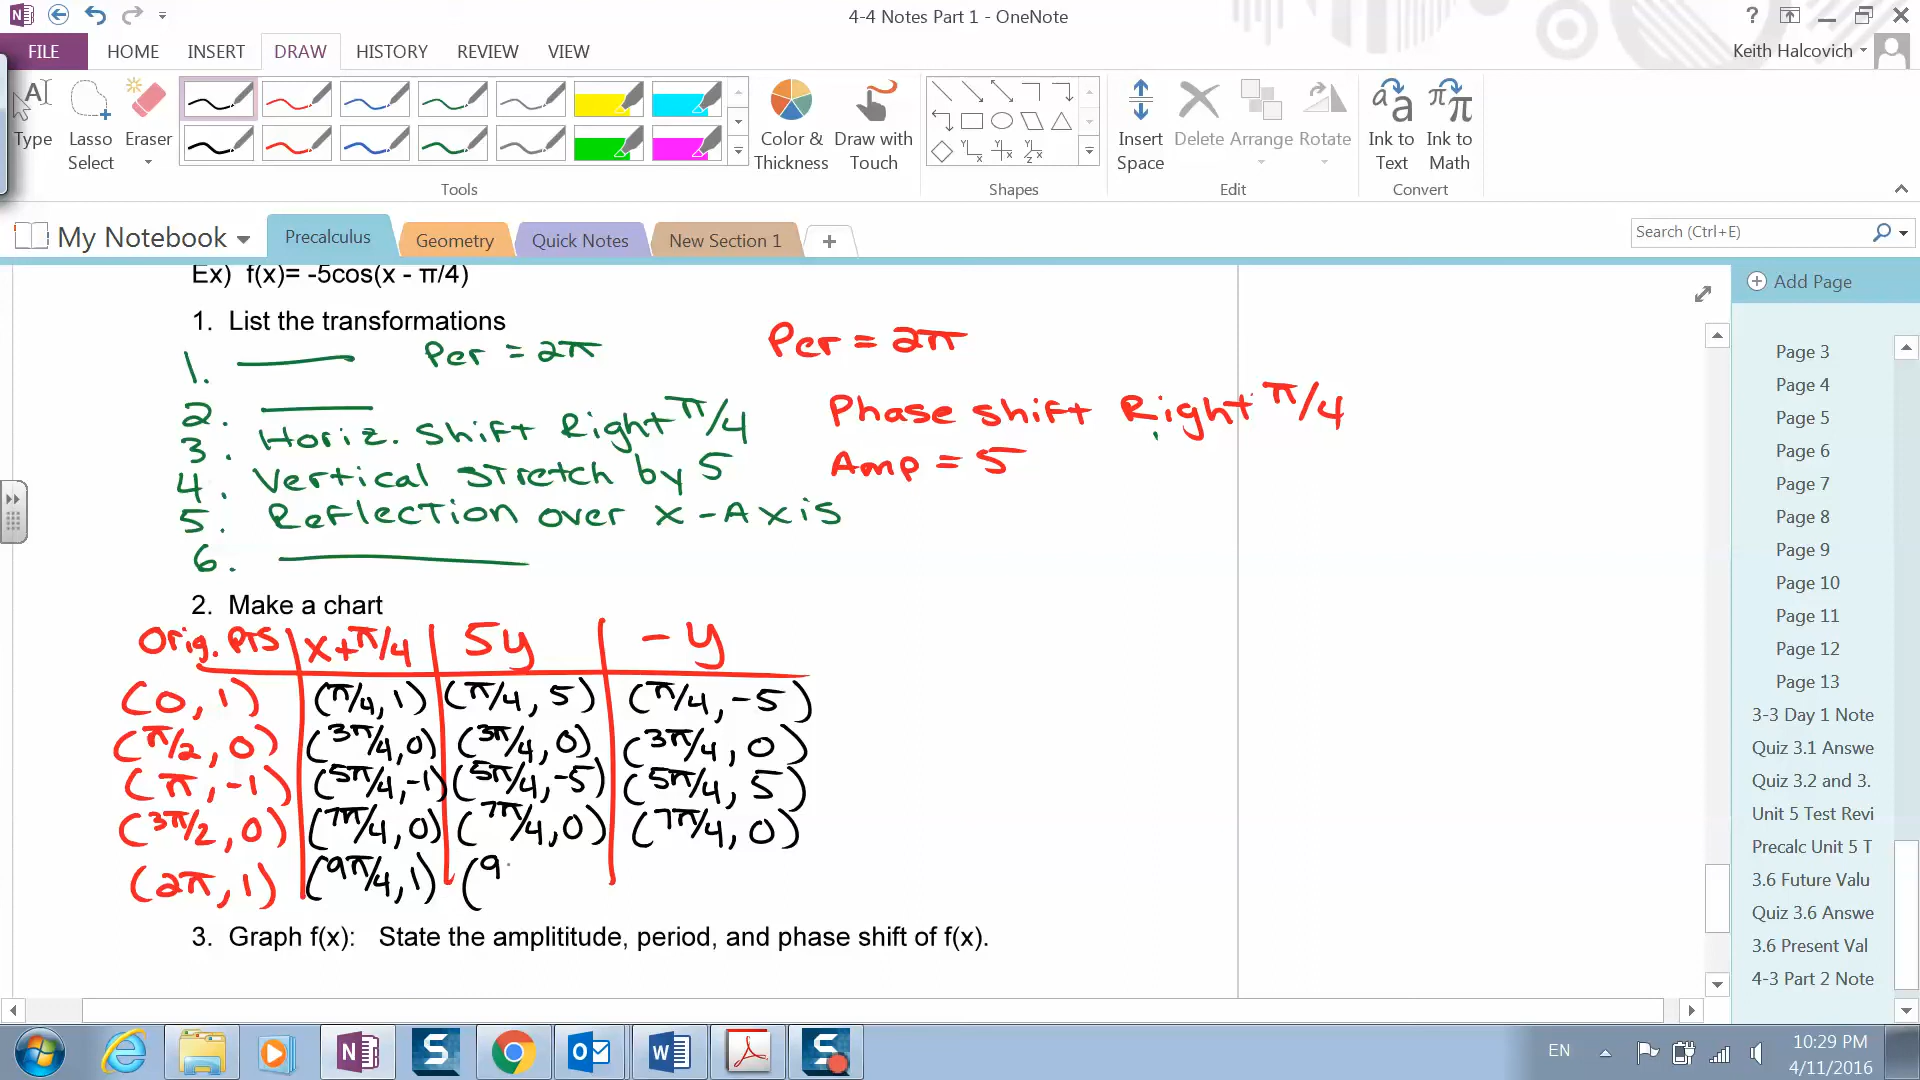 4-4 Notes Part 1 - OneNote
FILE HOME INSERT DRAW HISTORY REVIEW VIEW
Keith Halcovich
Type
Lasso Select
Eraser
Color & Thickness
Draw with Touch
Insert Space
Delete
Arrange
Rotate
Ink to Text
Ink to Math
Tools
Shapes
Edit
Convert
My Notebook
Precalculus
Geometry
Quick Notes
New Section 1
Search (Ctrl+E)
Ex) f(x)= -5cos(x - π/4)
1. List the transformations
1. Per = 2π
2.
3. Horiz. Shift Right π/4
4. Vertical Stretch by 5
5. Reflection over x-Axis
6.
Per = 2π
Phase shift Right π/4
Amp = 5
2. Make a chart
Orig. PTS x+π/4 5y -y
(0, 1) (π/4, 1) (π/4, 5) (π/4, -5)
(π/2, 0) (3π/4, 0) (3π/4, 0) (3π/4, 0)
(π, -1) (5π/4, -1) (5π/4, -5) (5π/4, 5)
(3π/2, 0) (7π/4, 0) (7π/4, 0) (7π/4, 0)
(2π, 1) (9π/4, 1) (9
3. Graph f(x): State the amplititude, period, and phase shift of f(x).
Add Page
Page 3
Page 4
Page 5
Page 6
Page 7
Page 8
Page 9
Page 10
Page 11
Page 12
Page 13
3-3 Day 1 Note
Quiz 3.1 Answe
Quiz 3.2 and 3.
Unit 5 Test Revi
Precalc Unit 5 T
3.6 Future Valu
Quiz 3.6 Answe
3.6 Present Val
4-3 Part 2 Note
EN
10:29 PM
4/11/2016